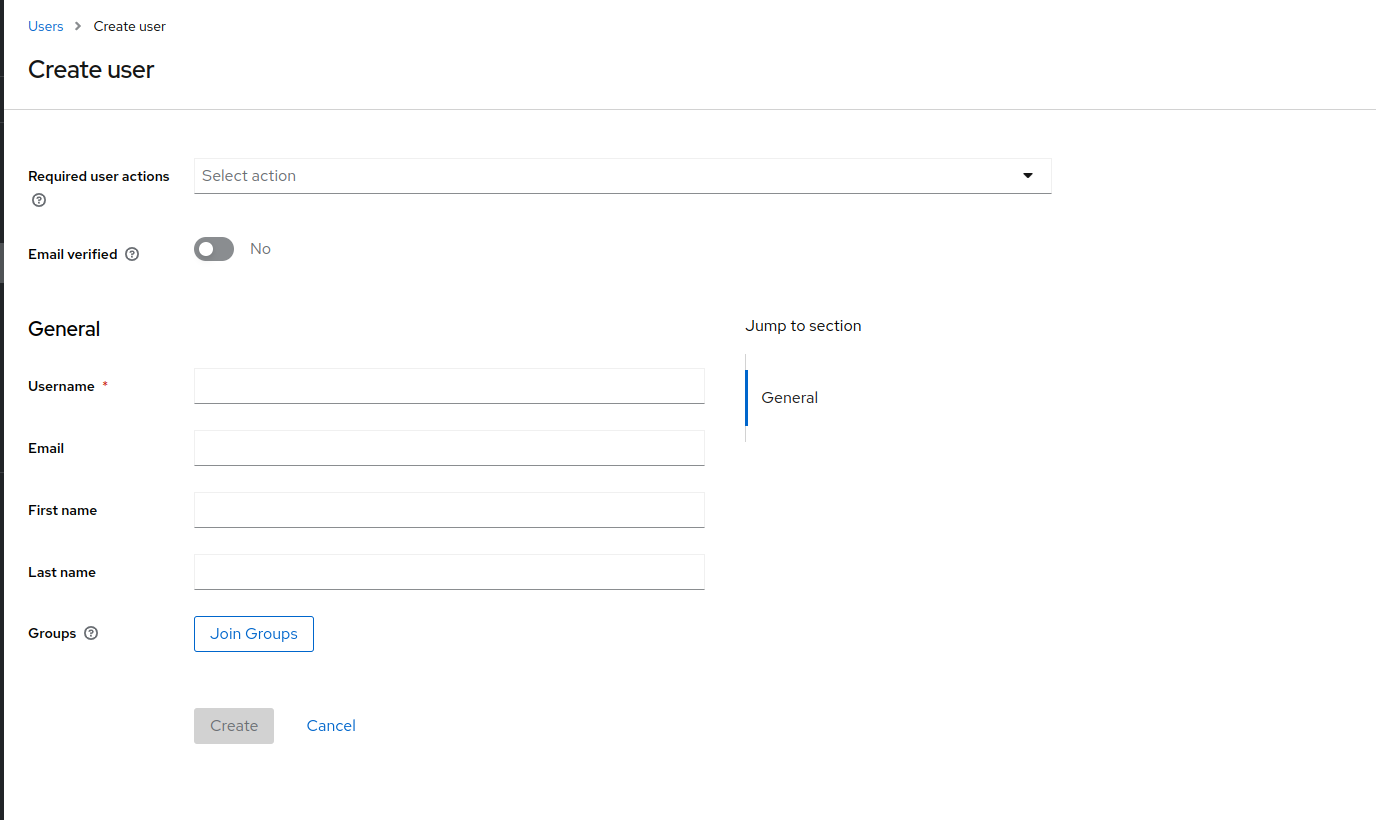 Users > Create user
Create user
Required user actions
Select action
Email verified
No
General
Jump to section
Username *
General
Email
First name
Last name
Groups
Join Groups
Create
Cancel